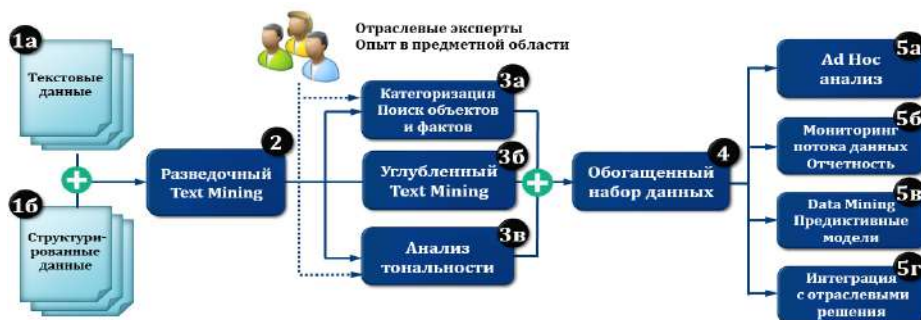 1а
Текстовые
данные
1б
Структури-
рованные
данные
2
Разведочный
Text Mining
Отраслевые эксперты
Опыт в предметной области
3а
Категоризация
Поиск объектов
и фактов
3б
Углубленный
Text Mining
3в
Анализ
тональности
4
Обогащенный
набор данных
5а
Ad Hoc
анализ
5б
Мониторинг
потока данных
Отчетность
5в
Data Mining
Предиктивные
модели
5г
Интеграция
с отраслевыми
решения